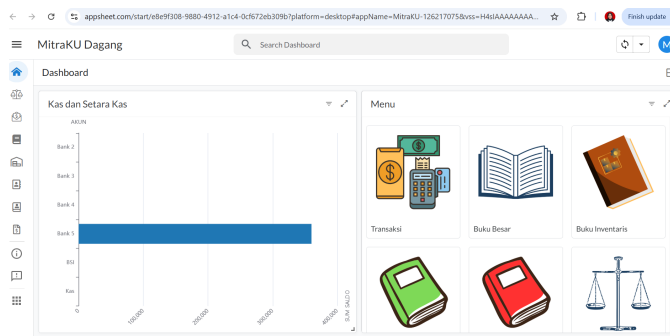 appsheet.com/start/e8e9f308-9880-4912-a1c4-0cf672eb309b?platform=desktop#appName=MitraKU-126217075&vss=H4sIAAAAAAAA...
Finish update
MitraKU Dagang
Search Dashboard
M
Dashboard
Kas dan Setara Kas
Menu
AKUN
Bank 2
Bank 3
Bank 4
Bank 5
BSI
Kas
0
100,000
200,000
300,000
400,000
SUM SALDO
Transaksi
Buku Besar
Buku Inventaris